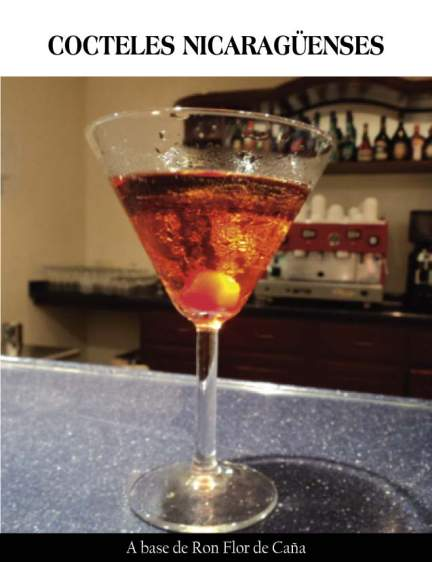 COCTELES NICARAGÜENSES
A base de Ron Flor de Caña